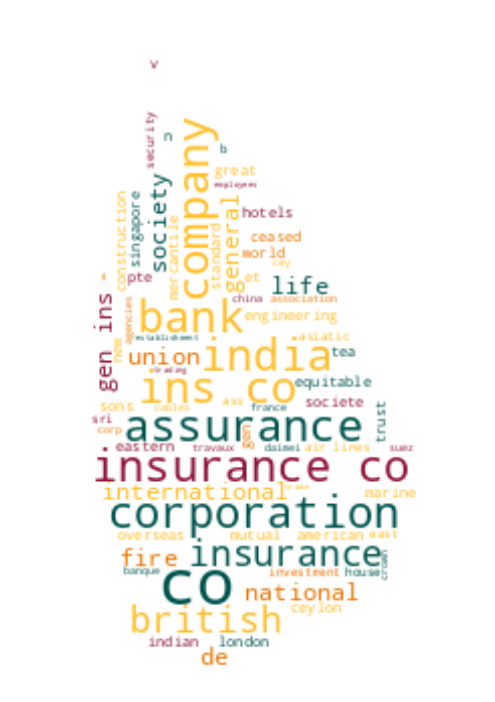 v
security
n
company
b
great
employees
society
singapore
construction
mercantile
standard
general
hotels
ceased
world
cey
pte
et
life
s
gen ins
agencies
new
china
association
bank
engineering
establishment
asiatic
union
india
tea
trading
ins co
equitable
sons
cables
ass
france
societe
trust
sri
corp
assurance
gen
eastern
travaux
daimei
air lines
suez
insurance co
international
trade
marine
corporation
overseas
mutual
american
east
fire
insurance
crown
banque
co
investment
house
national
british
ceylon
indian
london
de